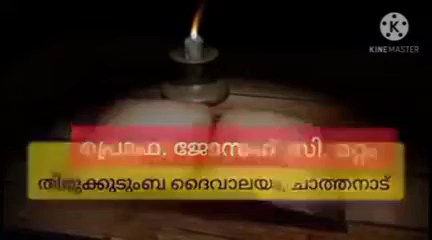 KINEMASTER
പ്രൊഫ. ജോസഫ് സി. മറ്റം
തിരുക്കുടുംബ ദൈവാലയം, ചാത്തനാട്